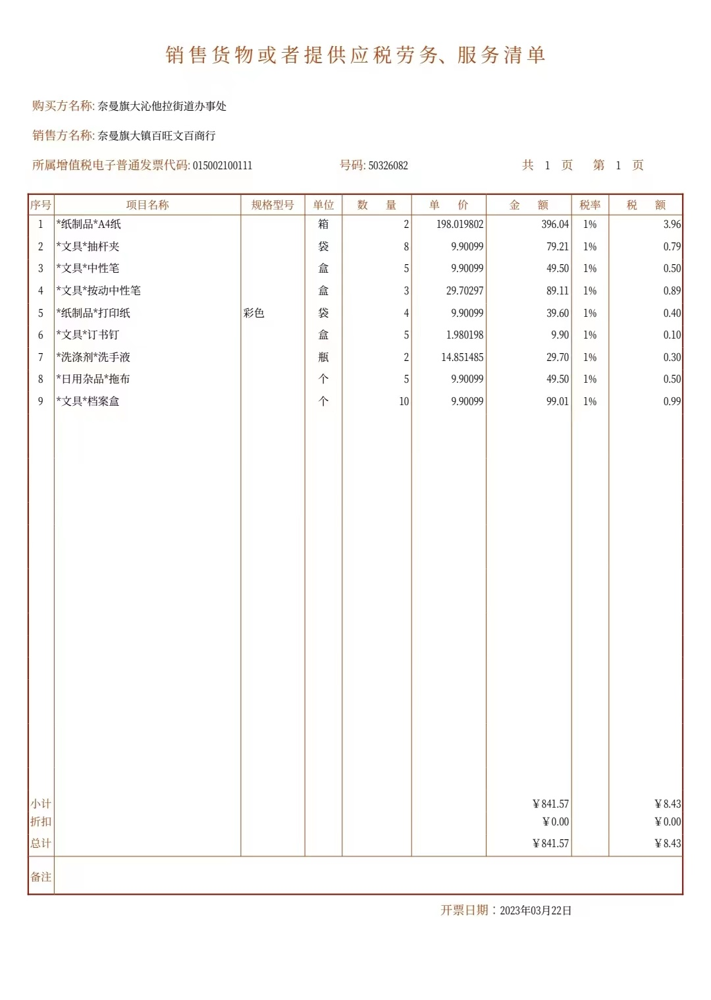 销售货物或者提供应税劳务、服务清单
购买方名称: 奈曼旗大沁他拉街道办事处
销售方名称: 奈曼旗大镇百旺文百商行
所属增值税电子普通发票代码: 015002100111 号码: 50326082 共 1 页 第 1 页
序号 项目名称 规格型号 单位 数 量 单 价 金 额 税率 税 额
1 *纸制品*A4纸 箱 2 198.019802 396.04 1% 3.96
2 *文具*抽杆夹 袋 8 9.90099 79.21 1% 0.79
3 *文具*中性笔 盒 5 9.90099 49.50 1% 0.50
4 *文具*按动中性笔 盒 3 29.70297 89.11 1% 0.89
5 *纸制品*打印纸 彩色 袋 4 9.90099 39.60 1% 0.40
6 *文具*订书钉 盒 5 1.980198 9.90 1% 0.10
7 *洗涤剂*洗手液 瓶 2 14.851485 29.70 1% 0.30
8 *日用杂品*拖布 个 5 9.90099 49.50 1% 0.50
9 *文具*档案盒 个 10 9.90099 99.01 1% 0.99
小计 ￥841.57 ￥8.43
折扣 ￥0.00 ￥0.00
总计 ￥841.57 ￥8.43
备注
开票日期：2023年03月22日